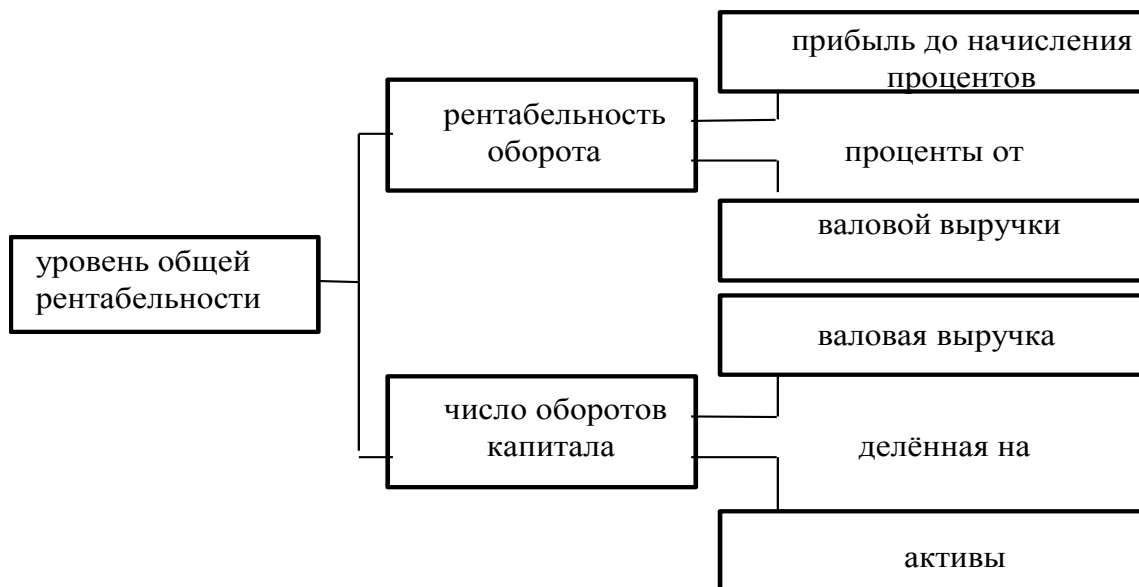 прибыль до начисления
процентов
рентабельность
оборота
проценты от
валовой выручки
уровень общей
рентабельности
валовая выручка
число оборотов
капитала
делённая на
активы